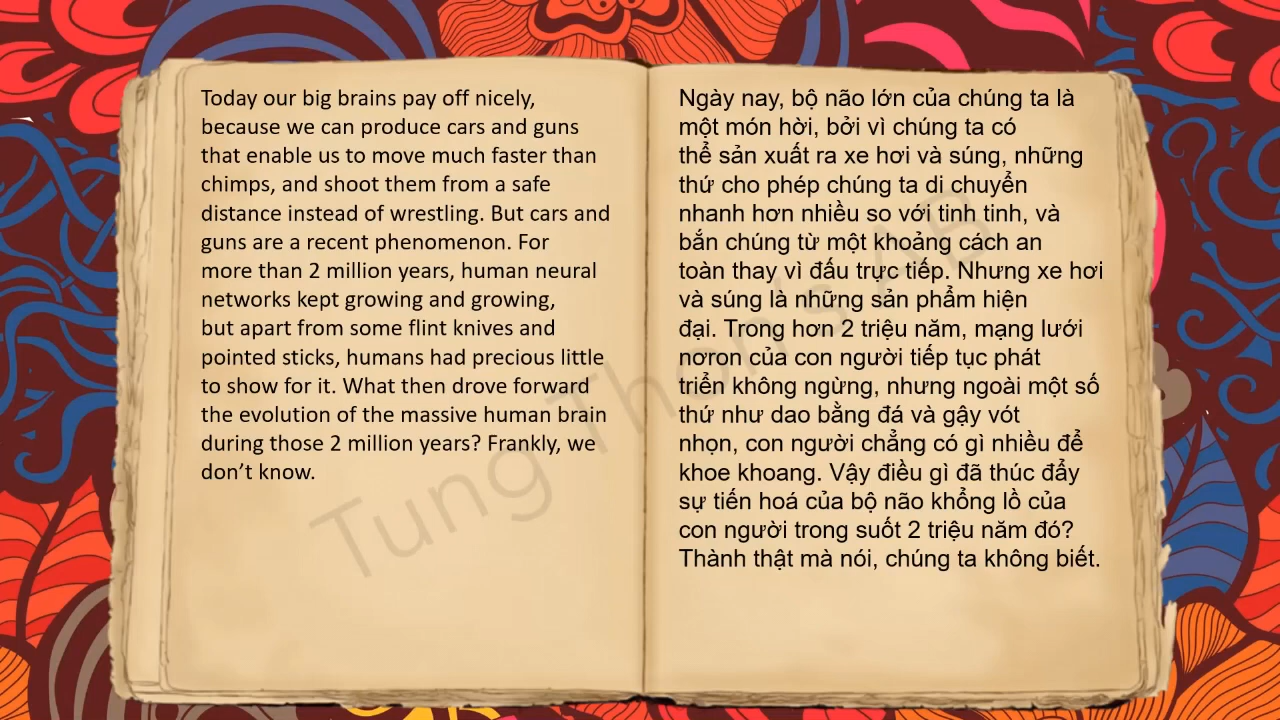 Today our big brains pay off nicely,
because we can produce cars and guns
that enable us to move much faster than
chimps, and shoot them from a safe
distance instead of wrestling. But cars and
guns are a recent phenomenon. For
more than 2 million years, human neural
networks kept growing and growing,
but apart from some flint knives and
pointed sticks, humans had precious little
to show for it. What then drove forward
the evolution of the massive human brain
during those 2 million years? Frankly, we
don’t know.
Ngày nay, bộ não lớn của chúng ta là
một món hời, bởi vì chúng ta có
thể sản xuất ra xe hơi và súng, những
thứ cho phép chúng ta di chuyển
nhanh hơn nhiều so với tinh tinh, và
bắn chúng từ một khoảng cách an
toàn thay vì đấu trực tiếp. Nhưng xe hơi
và súng là những sản phẩm hiện
đại. Trong hơn 2 triệu năm, mạng lưới
nơron của con người tiếp tục phát
triển không ngừng, nhưng ngoài một số
thứ như dao bằng đá và gậy vót
nhọn, con người chẳng có gì nhiều để
khoe khoang. Vậy điều gì đã thúc đẩy
sự tiến hoá của bộ não khổng lồ của
con người trong suốt 2 triệu năm đó?
Thành thật mà nói, chúng ta không biết.
Tung Thon's AB